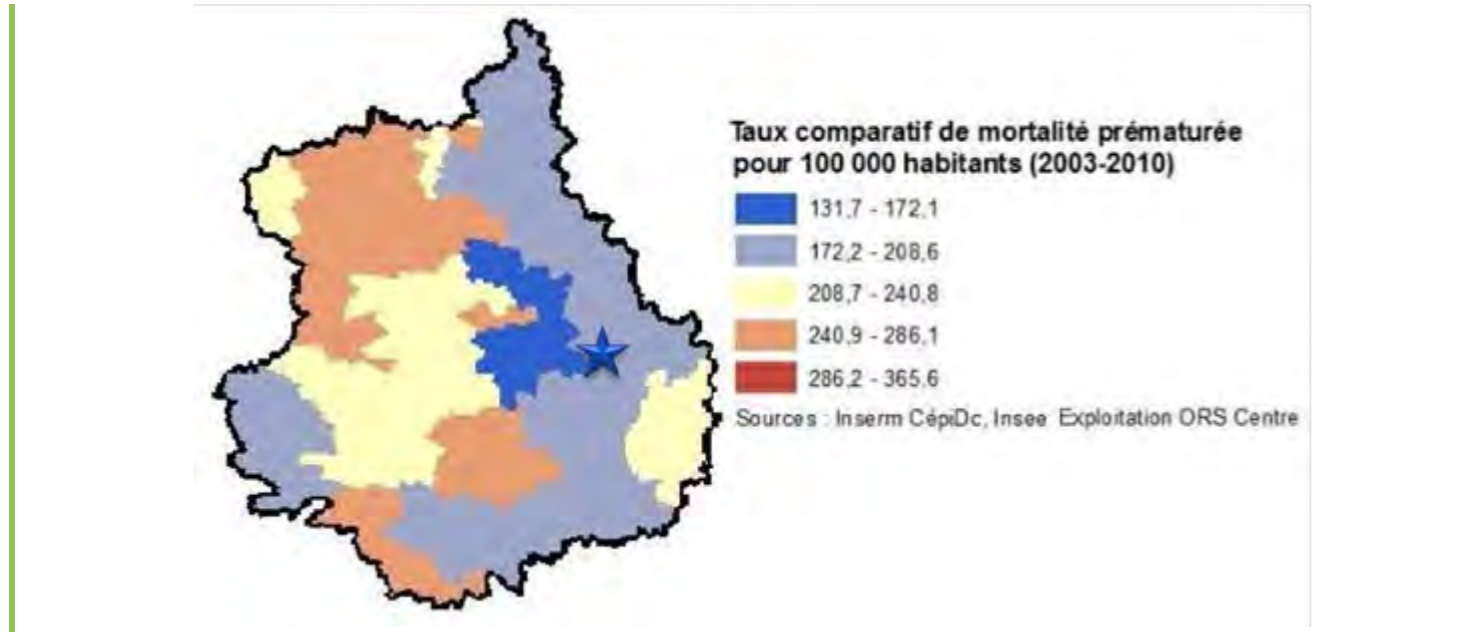 Taux comparatif de mortalité prématurée
pour 100 000 habitants (2003-2010)
131,7 - 172,1
172,2 - 208,6
208,7 - 240,8
240,9 - 286,1
286,2 - 365,6
Sources : Inserm CépiDc, Insee Exploitation ORS Centre